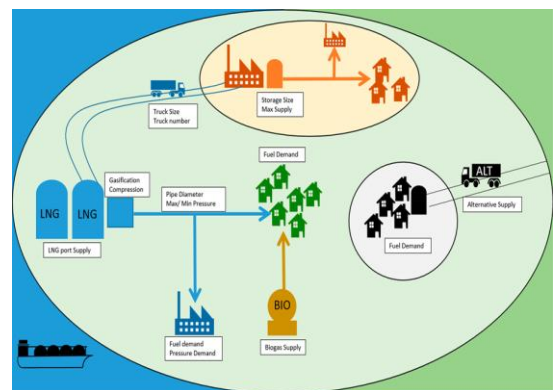 Truck Size
Truck number
Storage Size
Max Supply
Fuel Demand
ALT
Alternative Supply
Gasification
Compression
Pipe Diameter
Max/ Min Pressure
LNG
LNG
LNG port Supply
Fuel Demand
BIO
Fuel demand
Pressure Demand
Biogas Supply